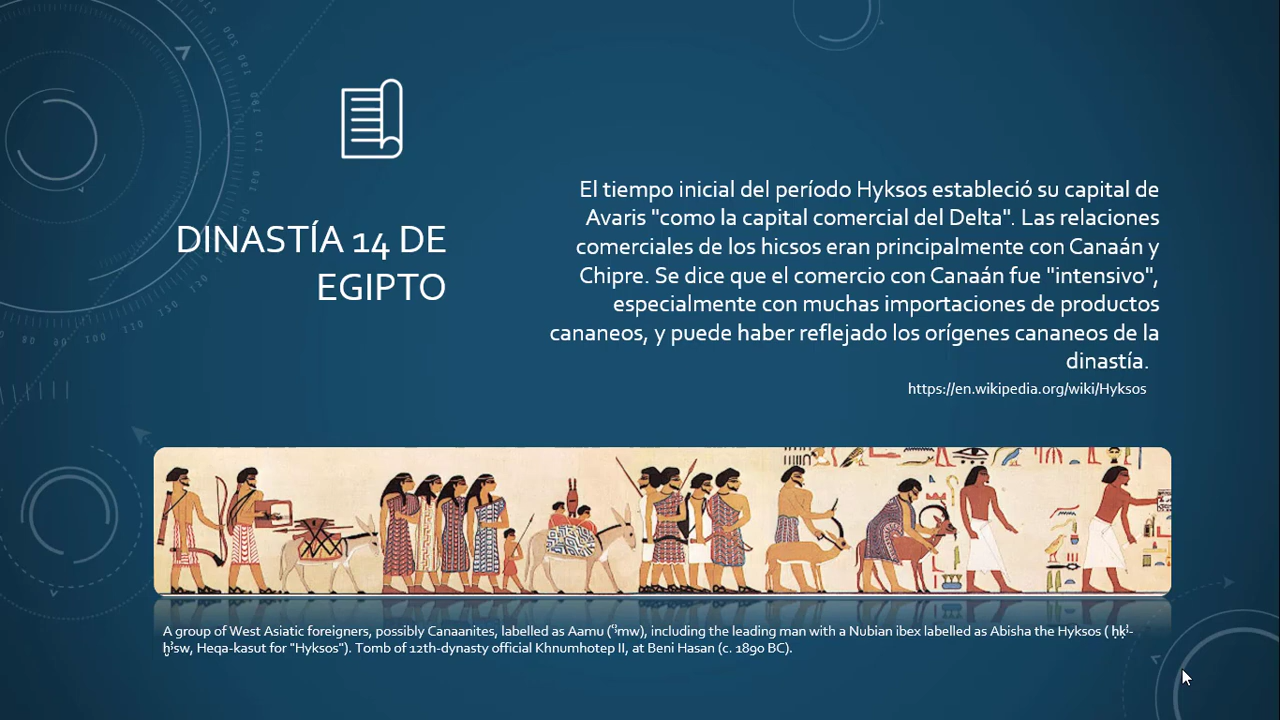 DINASTÍA 14 DE
EGIPTO
El tiempo inicial del período Hyksos estableció su capital de
Avaris "como la capital comercial del Delta". Las relaciones
comerciales de los hicsos eran principalmente con Canaán y
Chipre. Se dice que el comercio con Canaán fue "intensivo",
especialmente con muchas importaciones de productos
cananeos, y puede haber reflejado los orígenes cananeos de la
dinastía.
https://en.wikipedia.org/wiki/Hyksos
A group of West Asiatic foreigners, possibly Canaanites, labelled as Aamu (ꜥꜣmw), including the leading man with a Nubian ibex labelled as Abisha the Hyksos ( ḥḳꜣ-
ḫꜣsw, Heqa-kasut for "Hyksos"). Tomb of 12th-dynasty official Khnumhotep II, at Beni Hasan (c. 1890 BC).